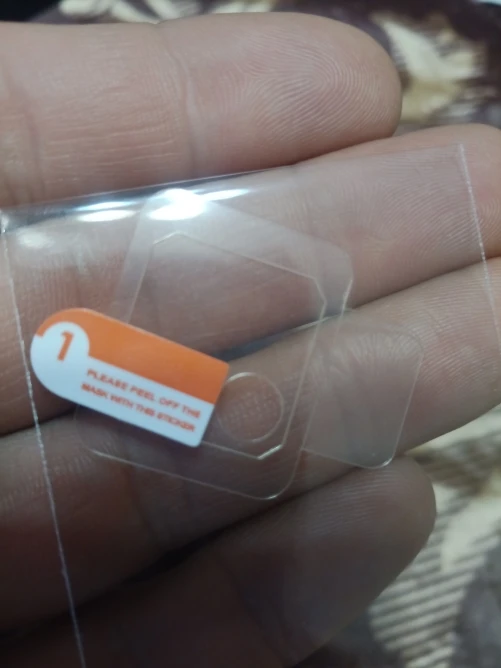 1
PLEASE PEEL OFF THE
MASK WITH THIS STICKER